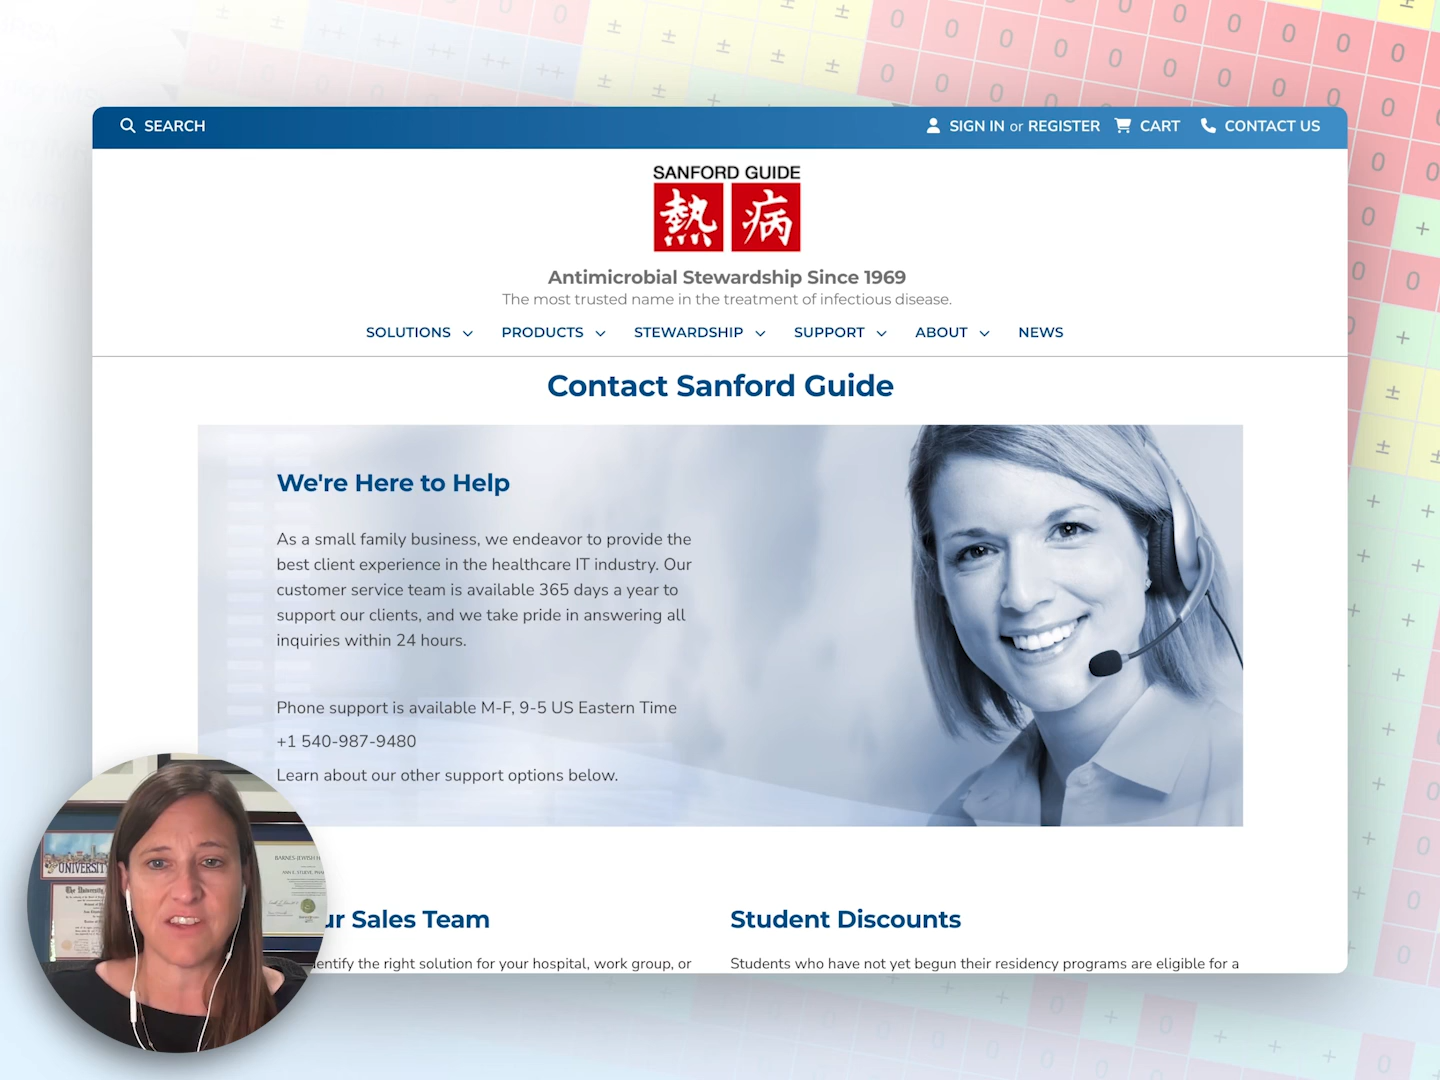 SEARCH
SIGN IN or REGISTER
CART
CONTACT US
SANFORD GUIDE
熱病
Antimicrobial Stewardship Since 1969
The most trusted name in the treatment of infectious disease.
SOLUTIONS
PRODUCTS
STEWARDSHIP
SUPPORT
ABOUT
NEWS
Contact Sanford Guide
We're Here to Help
As a small family business, we endeavor to provide the
best client experience in the healthcare IT industry. Our
customer service team is available 365 days a year to
support our clients, and we take pride in answering all
inquiries within 24 hours.
Phone support is available M-F, 9-5 US Eastern Time
+1 540-987-9480
Learn about our other support options below.
ur Sales Team
entify the right solution for your hospital, work group, or
Student Discounts
Students who have not yet begun their residency programs are eligible for a
UNIVERSITY
BARNES-JEWISH H